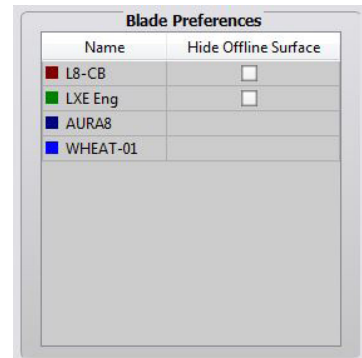 Blade Preferences
Name Hide Offline Surface
L8-CB
LXE Eng
AURA8
WHEAT-01